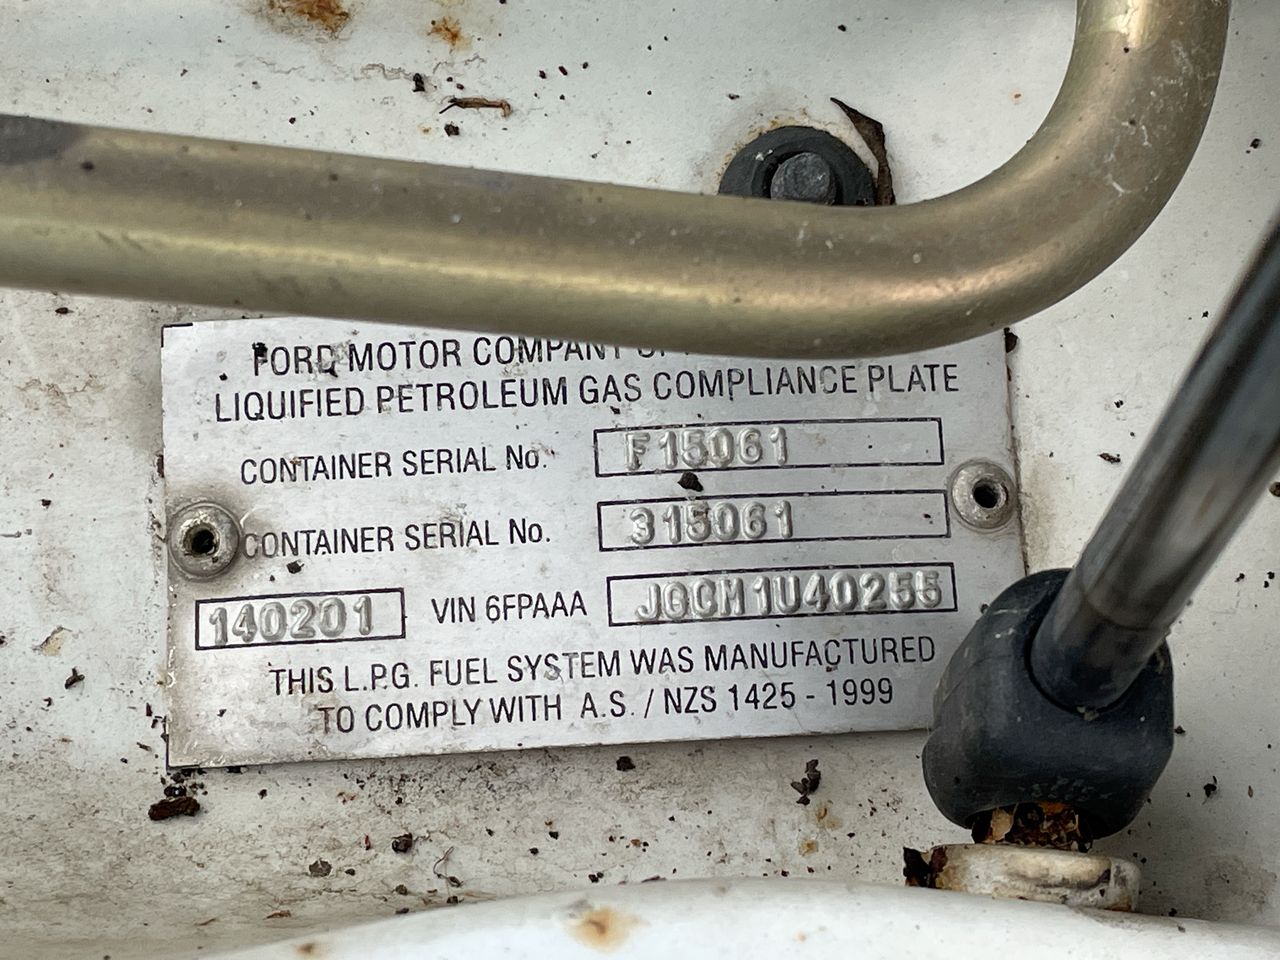 FORD MOTOR COMPANY
LIQUIFIED PETROLEUM GAS COMPLIANCE PLATE
CONTAINER SERIAL No. F15061
CONTAINER SERIAL No. 315061
140201 VIN 6FPAAA JGCM1U40255
THIS L.P.G. FUEL SYSTEM WAS MANUFACTURED
TO COMPLY WITH A.S. / NZS 1425 - 1999